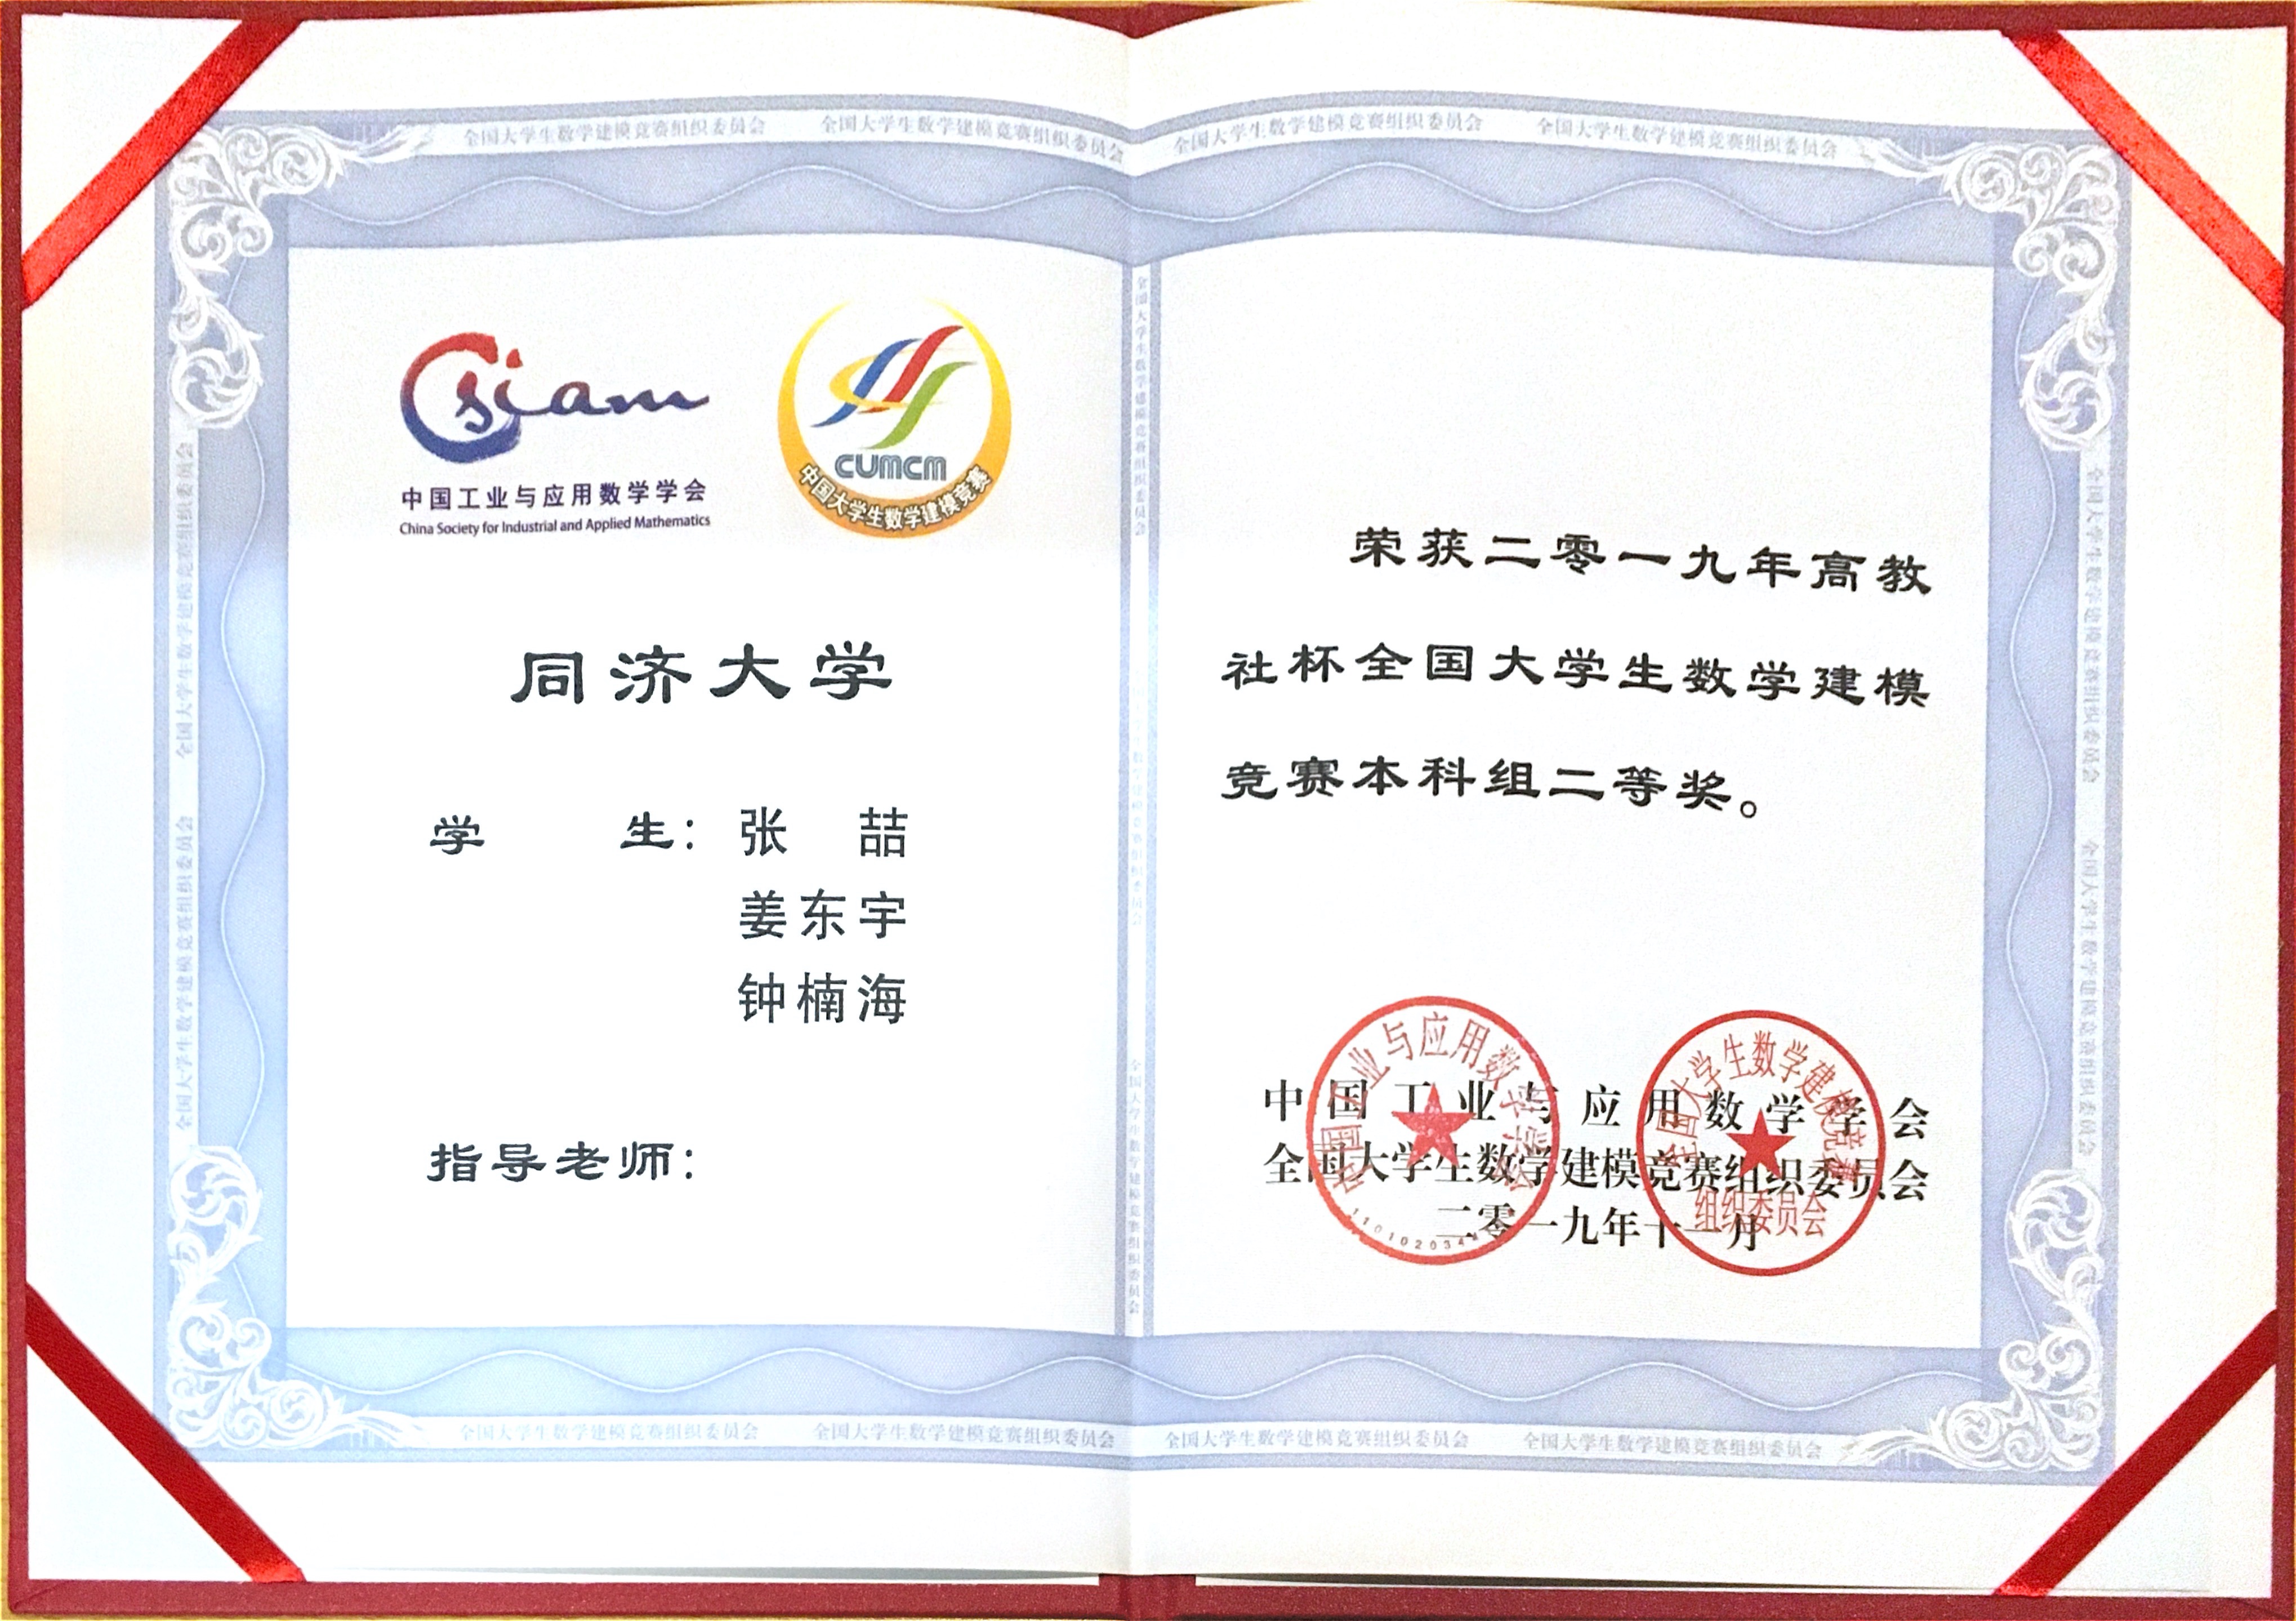 全国大学生数学建模竞赛组织委员会 全国大学生数学建模竞赛组织委员会 全国大学生数学建模竞赛组织委员会 全国大学生数学建模竞赛组织委员会
csiam
中国工业与应用数学学会
China Society for Industrial and Applied Mathematics
CUMCM
中国大学生数学建模竞赛
同济大学
学 生：张 喆
姜东宇
钟楠海
指导老师：
荣获二零一九年高教
社杯全国大学生数学建模
竞赛本科组二等奖。
中国工业与应用数学学会
全国大学生数学建模竞赛组织委员会
二零一九年十一月
中国工业与应用数学学会
全国大学生数学建模竞赛
组织委员会
全国大学生数学建模竞赛组织委员会 全国大学生数学建模竞赛组织委员会 全国大学生数学建模竞赛组织委员会 全国大学生数学建模竞赛组织委员会